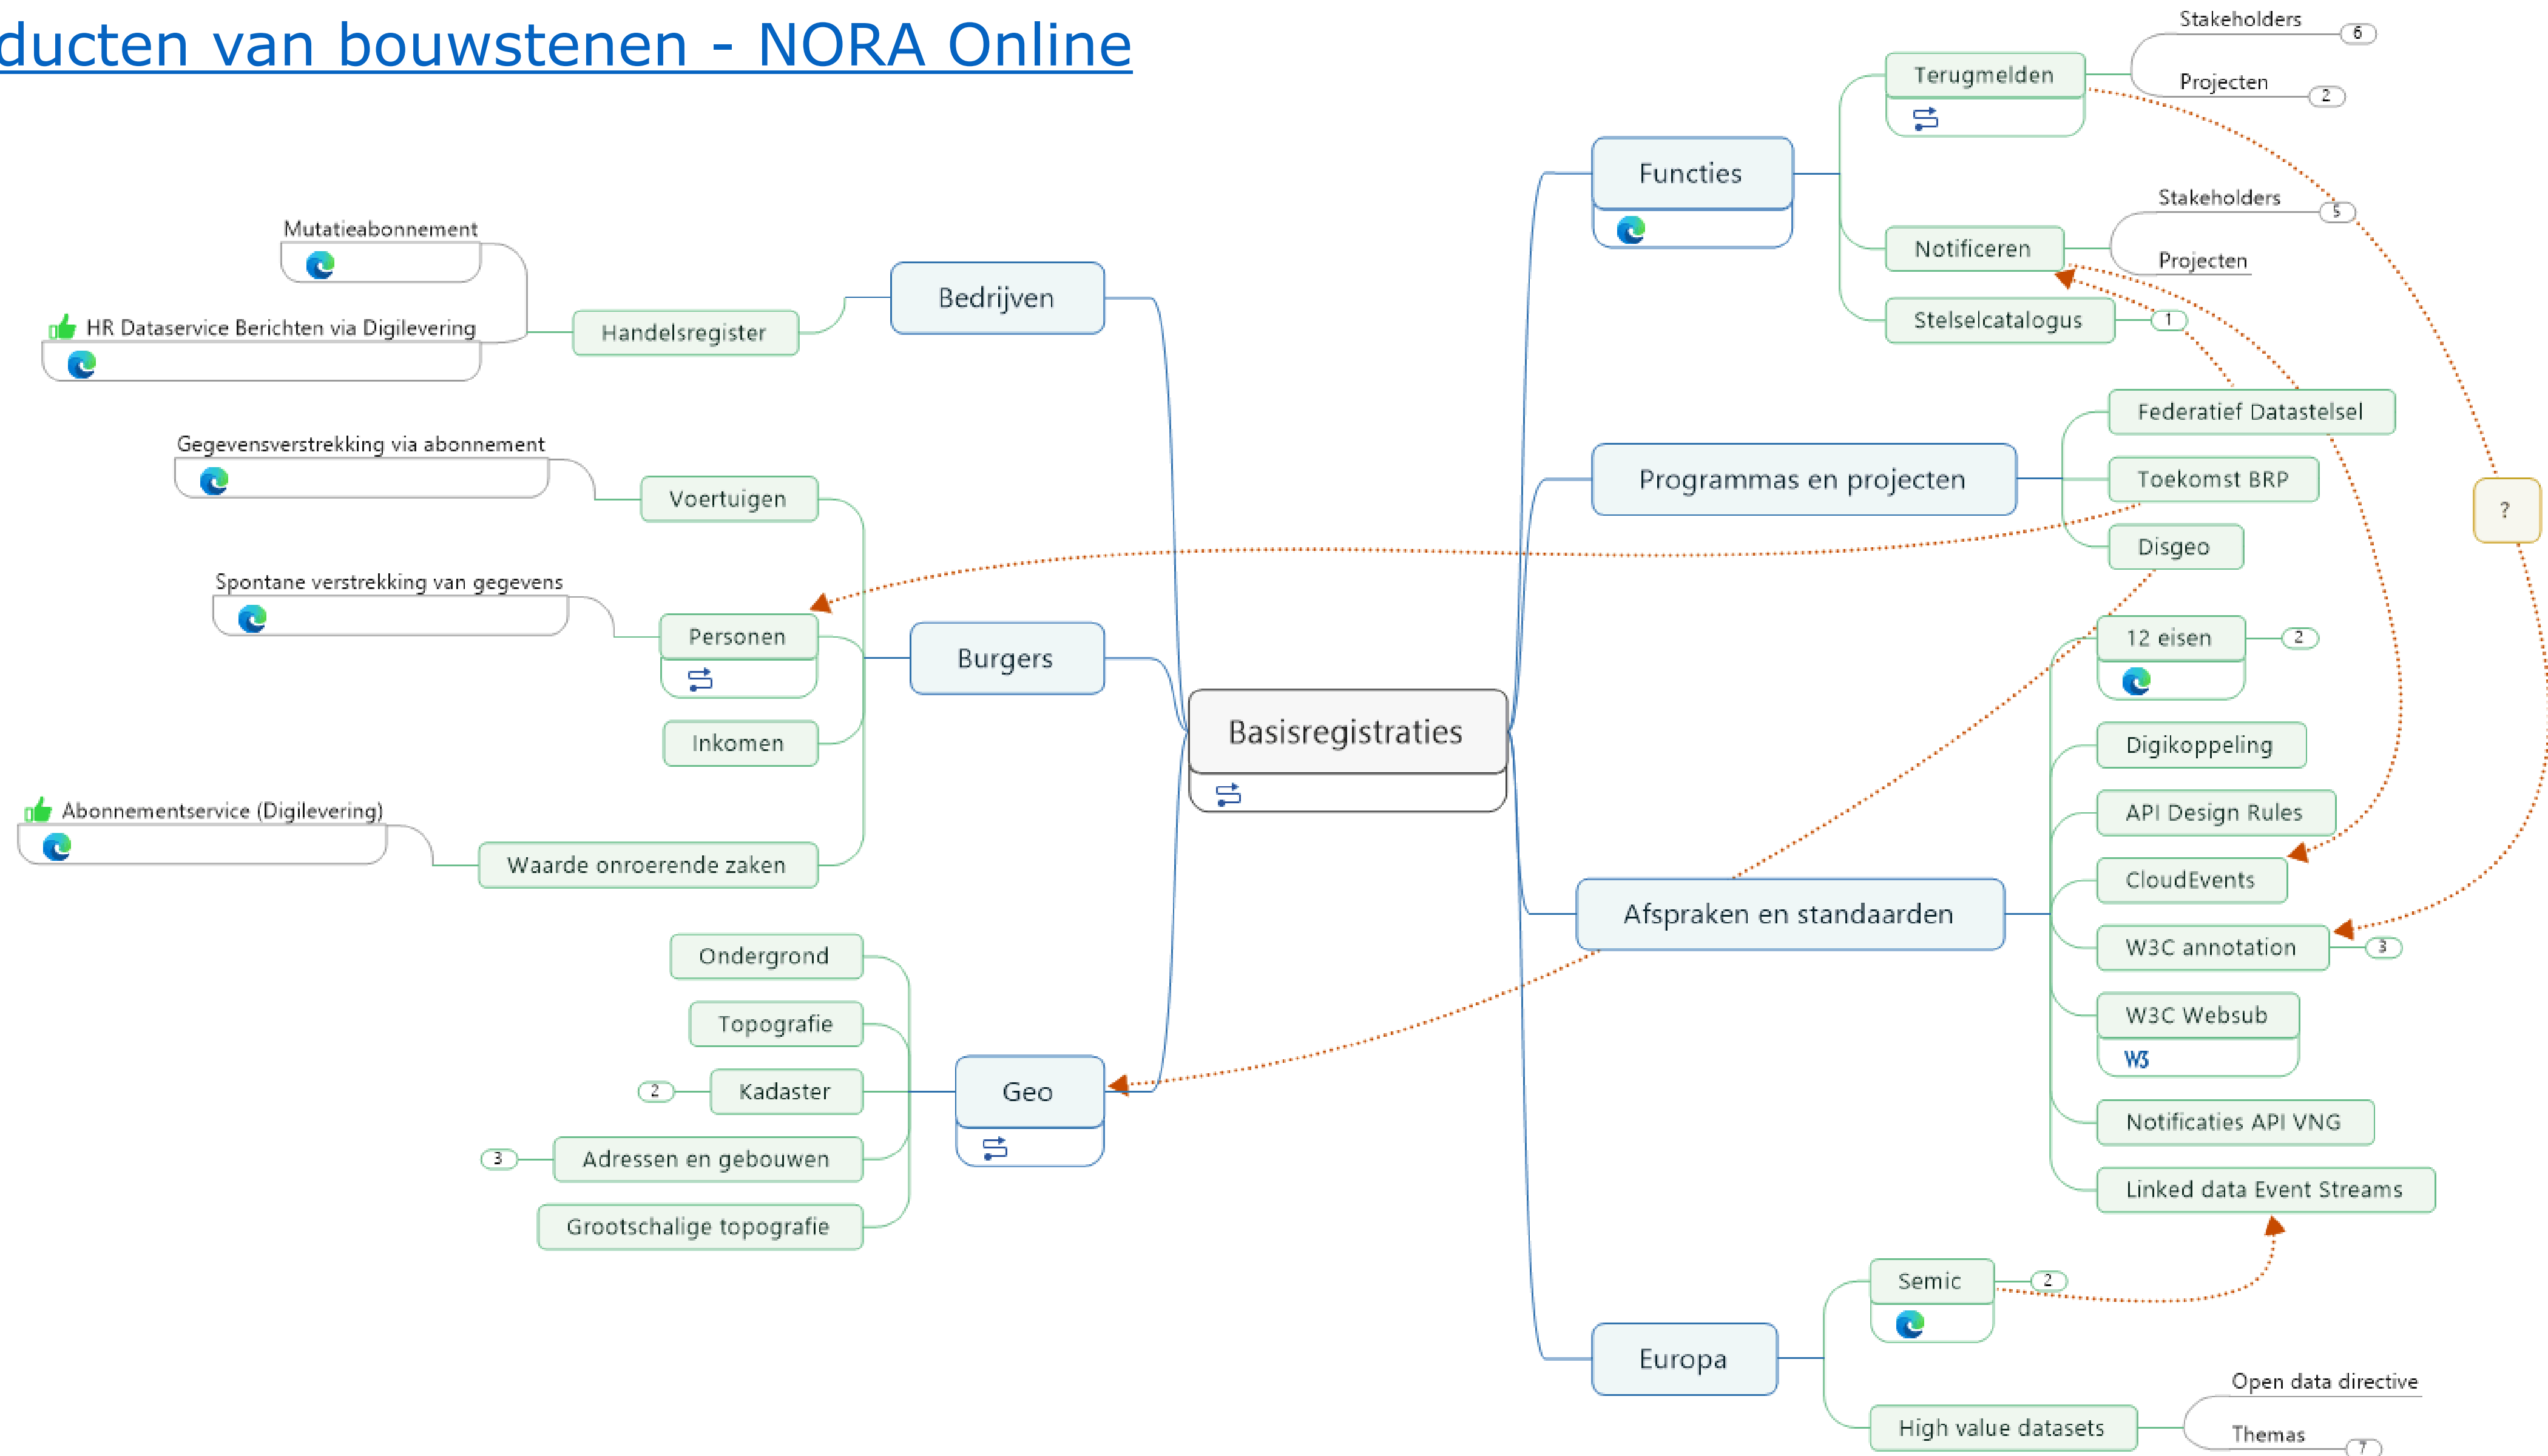 ducten van bouwstenen - NORA Online
Mutatieabonnement
HR Dataservice Berichten via Digilevering
Handelsregister
Bedrijven
Gegevensverstrekking via abonnement
Voertuigen
Spontane verstrekking van gegevens
Personen
Inkomen
Abonnementservice (Digilevering)
Waarde onroerende zaken
Burgers
Ondergrond
Topografie
2
Kadaster
3
Adressen en gebouwen
Grootschalige topografie
Geo
Basisregistraties
Functies
Terugmelden
Stakeholders
6
Projecten
2
Notificeren
Stakeholders
5
Projecten
Stelselcatalogus
1
Programmas en projecten
Federatief Datastelsel
Toekomst BRP
Disgeo
?
Afspraken en standaarden
12 eisen
2
Digikoppeling
API Design Rules
CloudEvents
W3C annotation
3
W3C Websub
W3
Notificaties API VNG
Linked data Event Streams
Europa
Semic
2
High value datasets
Open data directive
Themas
7